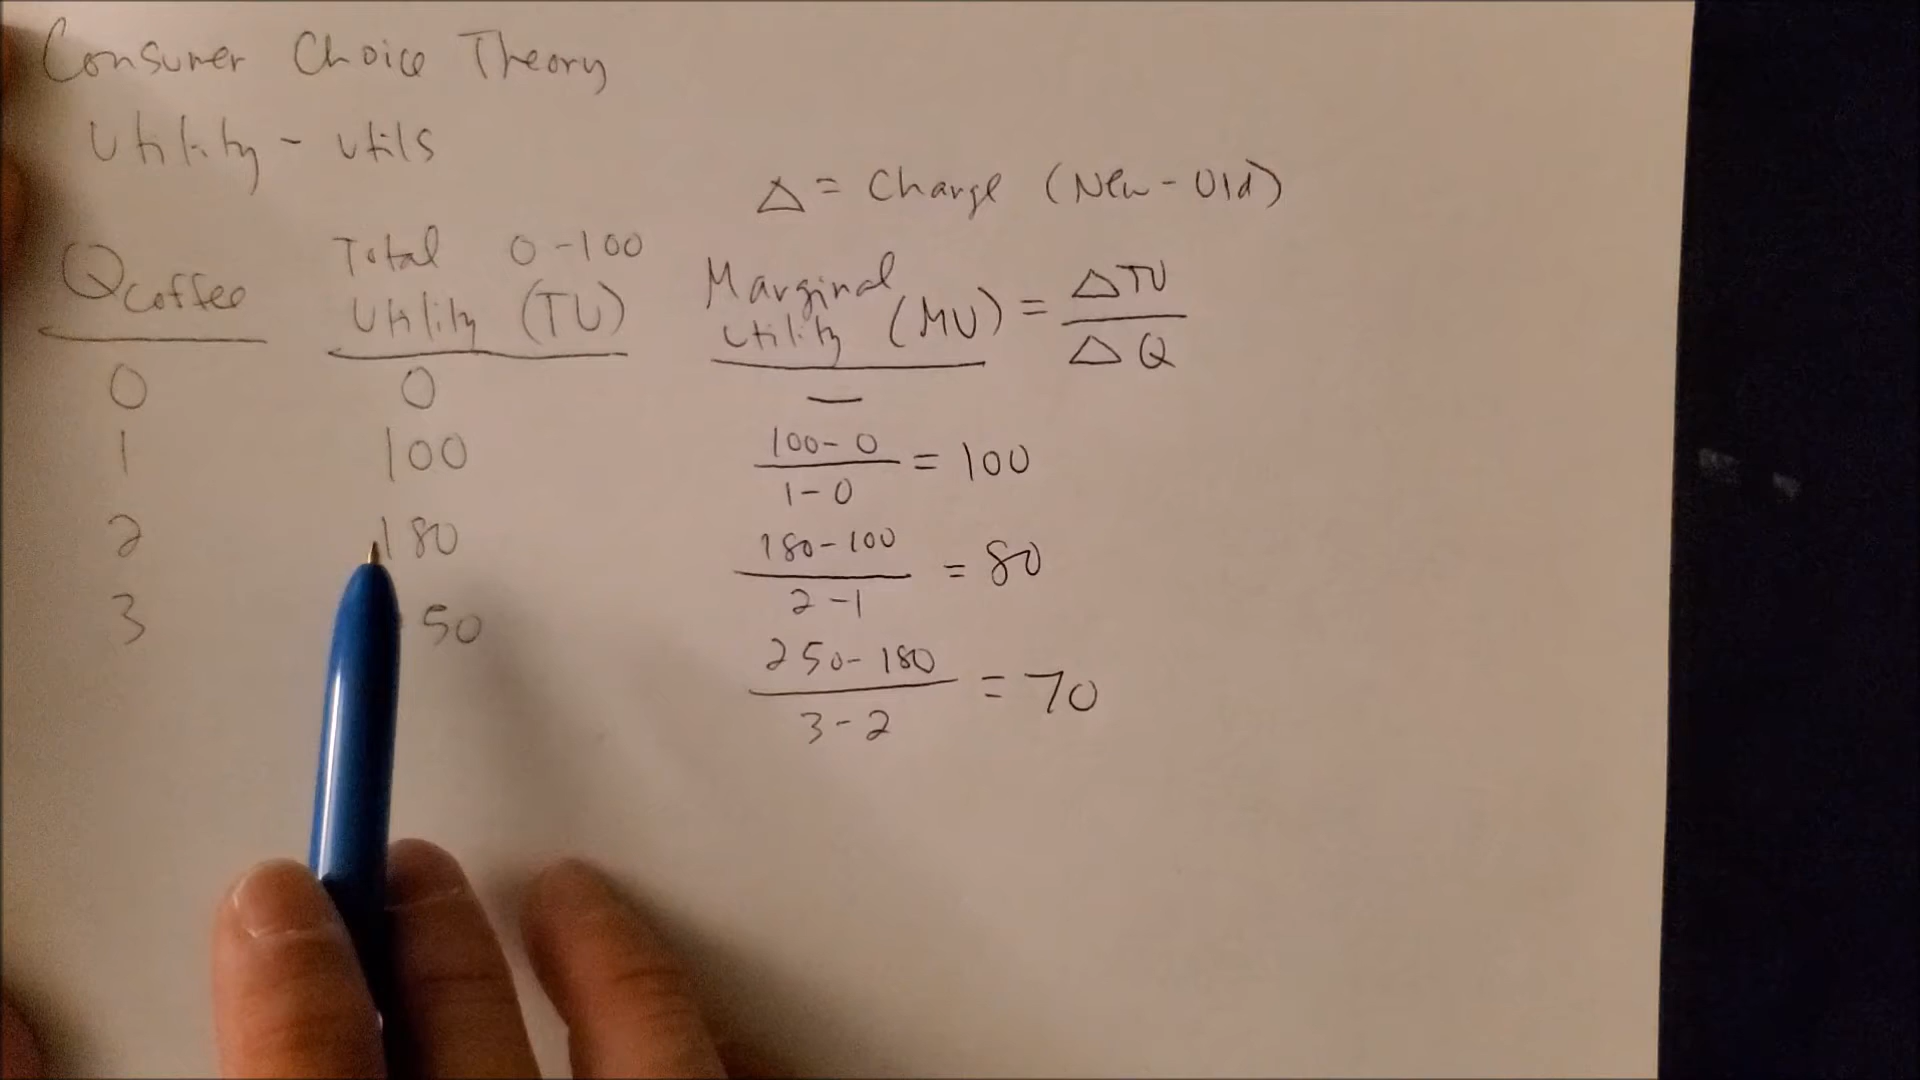 Consumer Choice Theory
Utility - utils
Δ = Change (New - Old)
Qcoffee
Total 0-100
Utility (TU)
Marginal
Utility (MU) = ΔTU
ΔQ
0 0 —
1 100 100-0 = 100
1-0
2 180 180-100 = 80
2-1
3 50 250-180 = 70
3-2